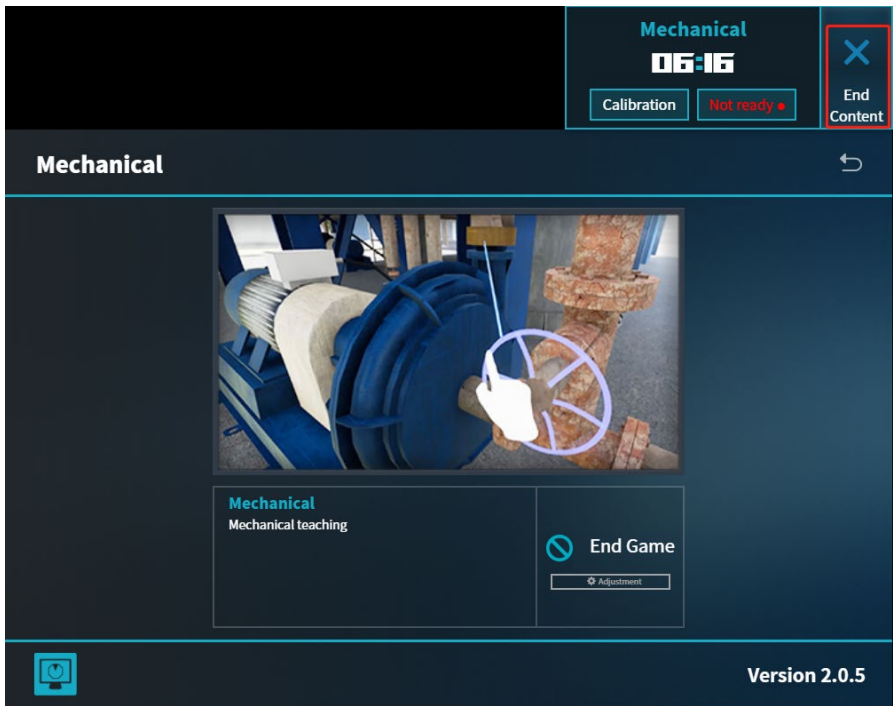 Mechanical
06:16
Calibration
Not ready
End
Content
Mechanical
Mechanical
Mechanical teaching
End Game
Adjustment
Version 2.0.5